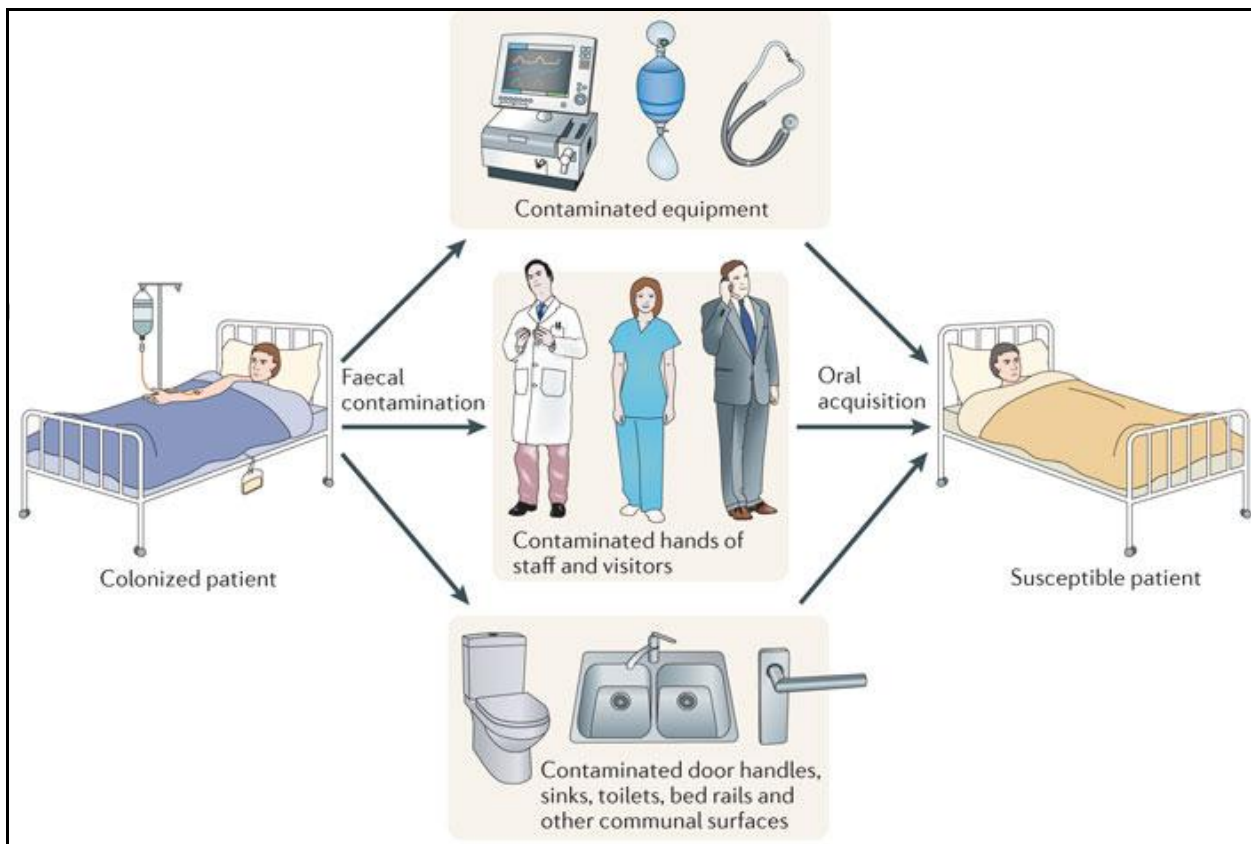 Contaminated equipment
Faecal
contamination
Oral
acquisition
Contaminated hands of
staff and visitors
Colonized patient
Susceptible patient
Contaminated door handles,
sinks, toilets, bed rails and
other communal surfaces